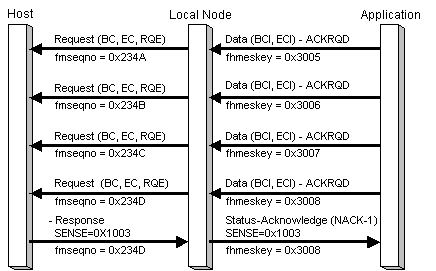 Host Local Node Application
Request (BC, EC, RQE) Data (BCI, ECI) - ACKRQD
fmseqno = 0x234A fhmeskey = 0x3005
Request (BC, EC, RQE) Data (BCI, ECI) - ACKRQD
fmseqno = 0x234B fhmeskey = 0x3006
Request (BC, EC, RQE) Data (BCI, ECI) - ACKRQD
fmseqno = 0x234C fhmeskey = 0x3007
Request (BC, EC, RQE) Data (BCI, ECI) - ACKRQD
fmseqno = 0x234D fhmeskey = 0x3008
- Response Status-Acknowledge (NACK-1)
SENSE=0X1003 SENSE=0x1003
fmseqno = 0x234D fhmeskey = 0x3008